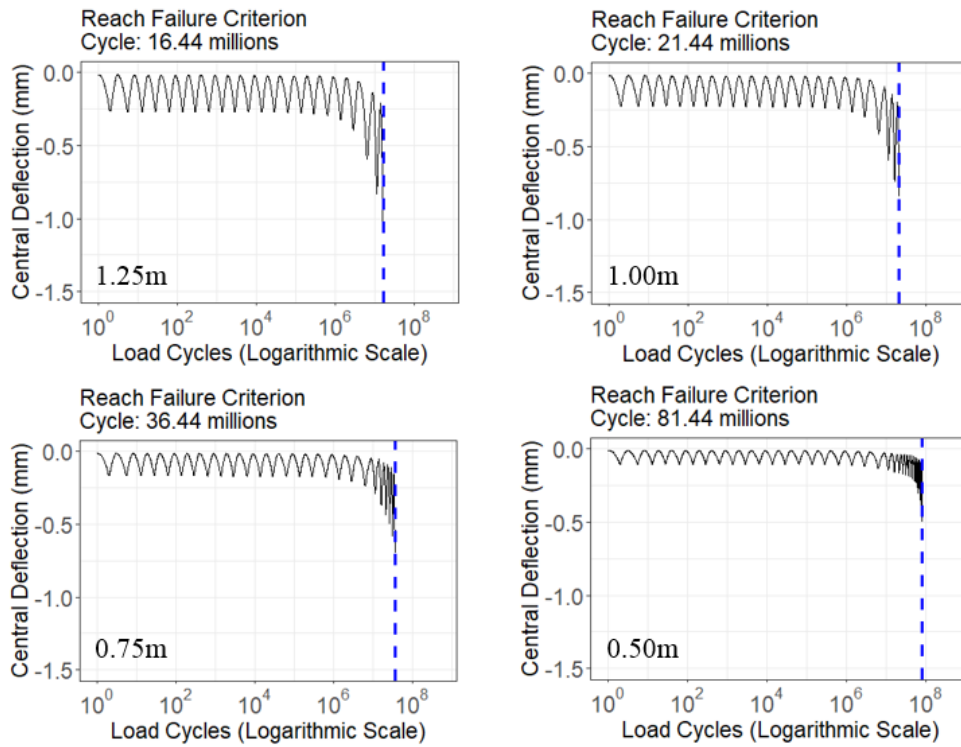 Reach Failure Criterion
Cycle: 16.44 millions
Central Deflection (mm)
0.0
-0.5
-1.0
-1.5
1.25m
10^0 10^2 10^4 10^6 10^8
Load Cycles (Logarithmic Scale)
Reach Failure Criterion
Cycle: 21.44 millions
Central Deflection (mm)
0.0
-0.5
-1.0
-1.5
1.00m
10^0 10^2 10^4 10^6 10^8
Load Cycles (Logarithmic Scale)
Reach Failure Criterion
Cycle: 36.44 millions
Central Deflection (mm)
0.0
-0.5
-1.0
-1.5
0.75m
10^0 10^2 10^4 10^6 10^8
Load Cycles (Logarithmic Scale)
Reach Failure Criterion
Cycle: 81.44 millions
Central Deflection (mm)
0.0
-0.5
-1.0
-1.5
0.50m
10^0 10^2 10^4 10^6 10^8
Load Cycles (Logarithmic Scale)